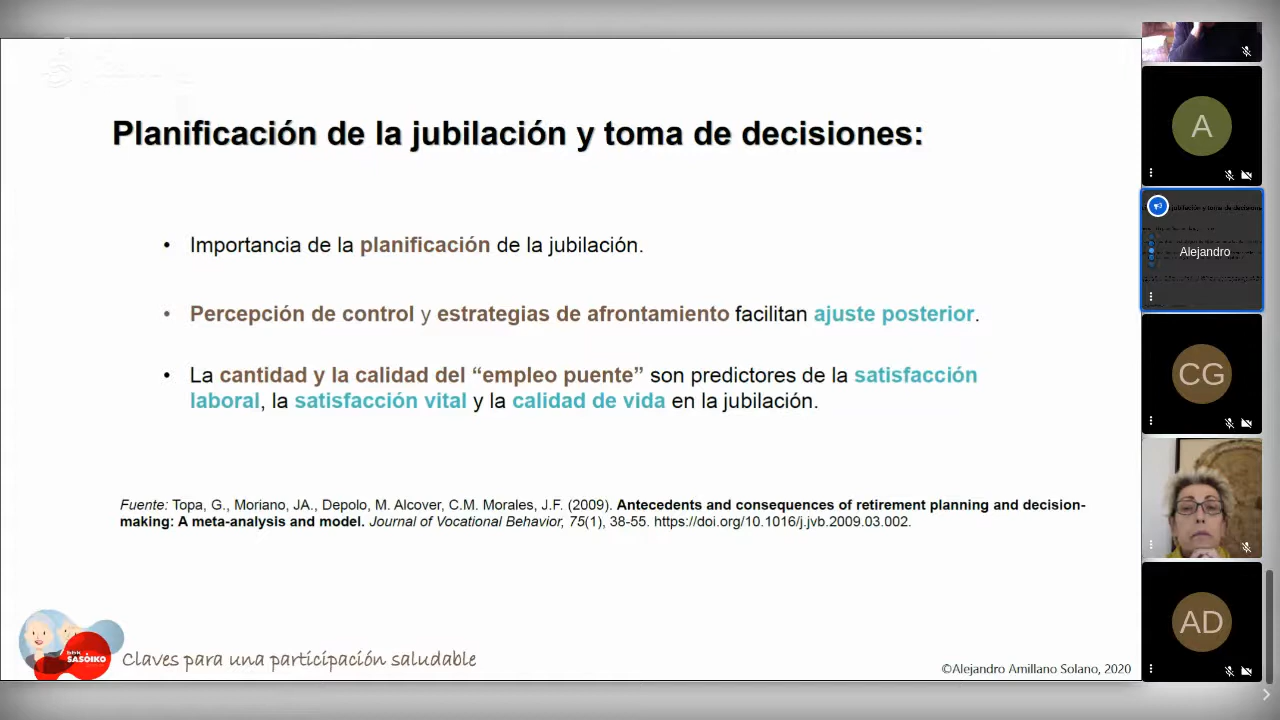 Planificación de la jubilación y toma de decisiones:
• Importancia de la planificación de la jubilación.
• Percepción de control y estrategias de afrontamiento facilitan ajuste posterior.
• La cantidad y la calidad del “empleo puente” son predictores de la satisfacción
laboral, la satisfacción vital y la calidad de vida en la jubilación.
Fuente: Topa, G., Moriano, JA., Depolo, M. Alcover, C.M. Morales, J.F. (2009). Antecedents and consequences of retirement planning and decision-
making: A meta-analysis and model. Journal of Vocational Behavior, 75(1), 38-55. https://doi.org/10.1016/j.jvb.2009.03.002.
bbk
SASOIKO
Claves para una participación saludable
©Alejandro Amillano Solano, 2020
A
Alejandro
CG
AD